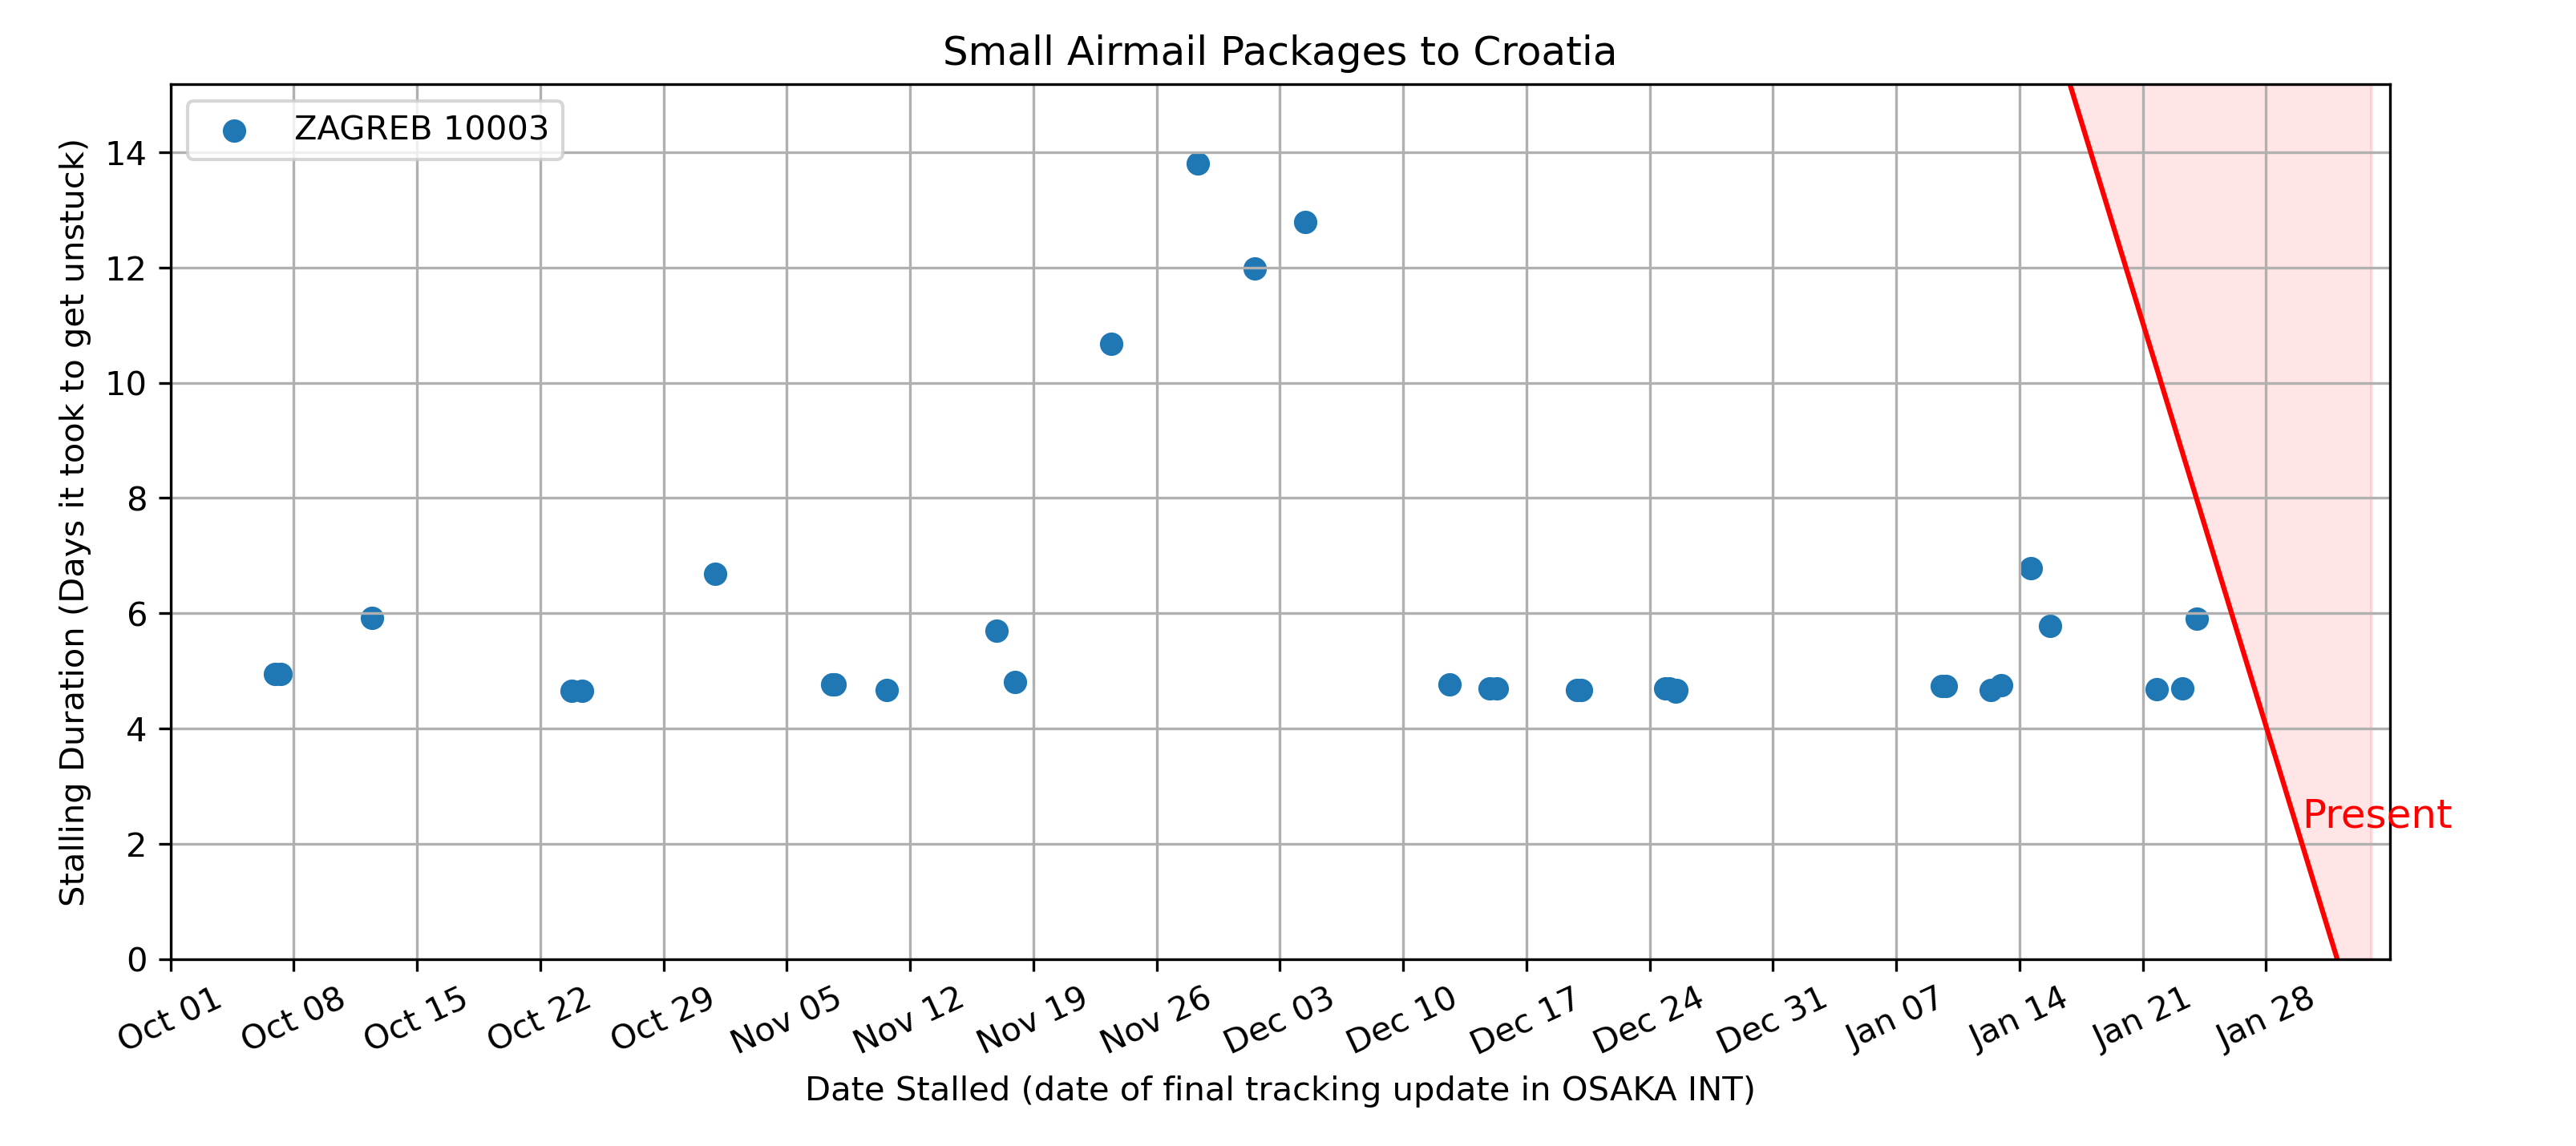 Small Airmail Packages to Croatia
ZAGREB 10003
Stalling Duration (Days it took to get unstuck)
14
12
10
8
6
4
2
0
Present
Oct 01
Oct 08
Oct 15
Oct 22
Oct 29
Nov 05
Nov 12
Nov 19
Nov 26
Dec 03
Dec 10
Dec 17
Dec 24
Dec 31
Jan 07
Jan 14
Jan 21
Jan 28
Date Stalled (date of final tracking update in OSAKA INT)